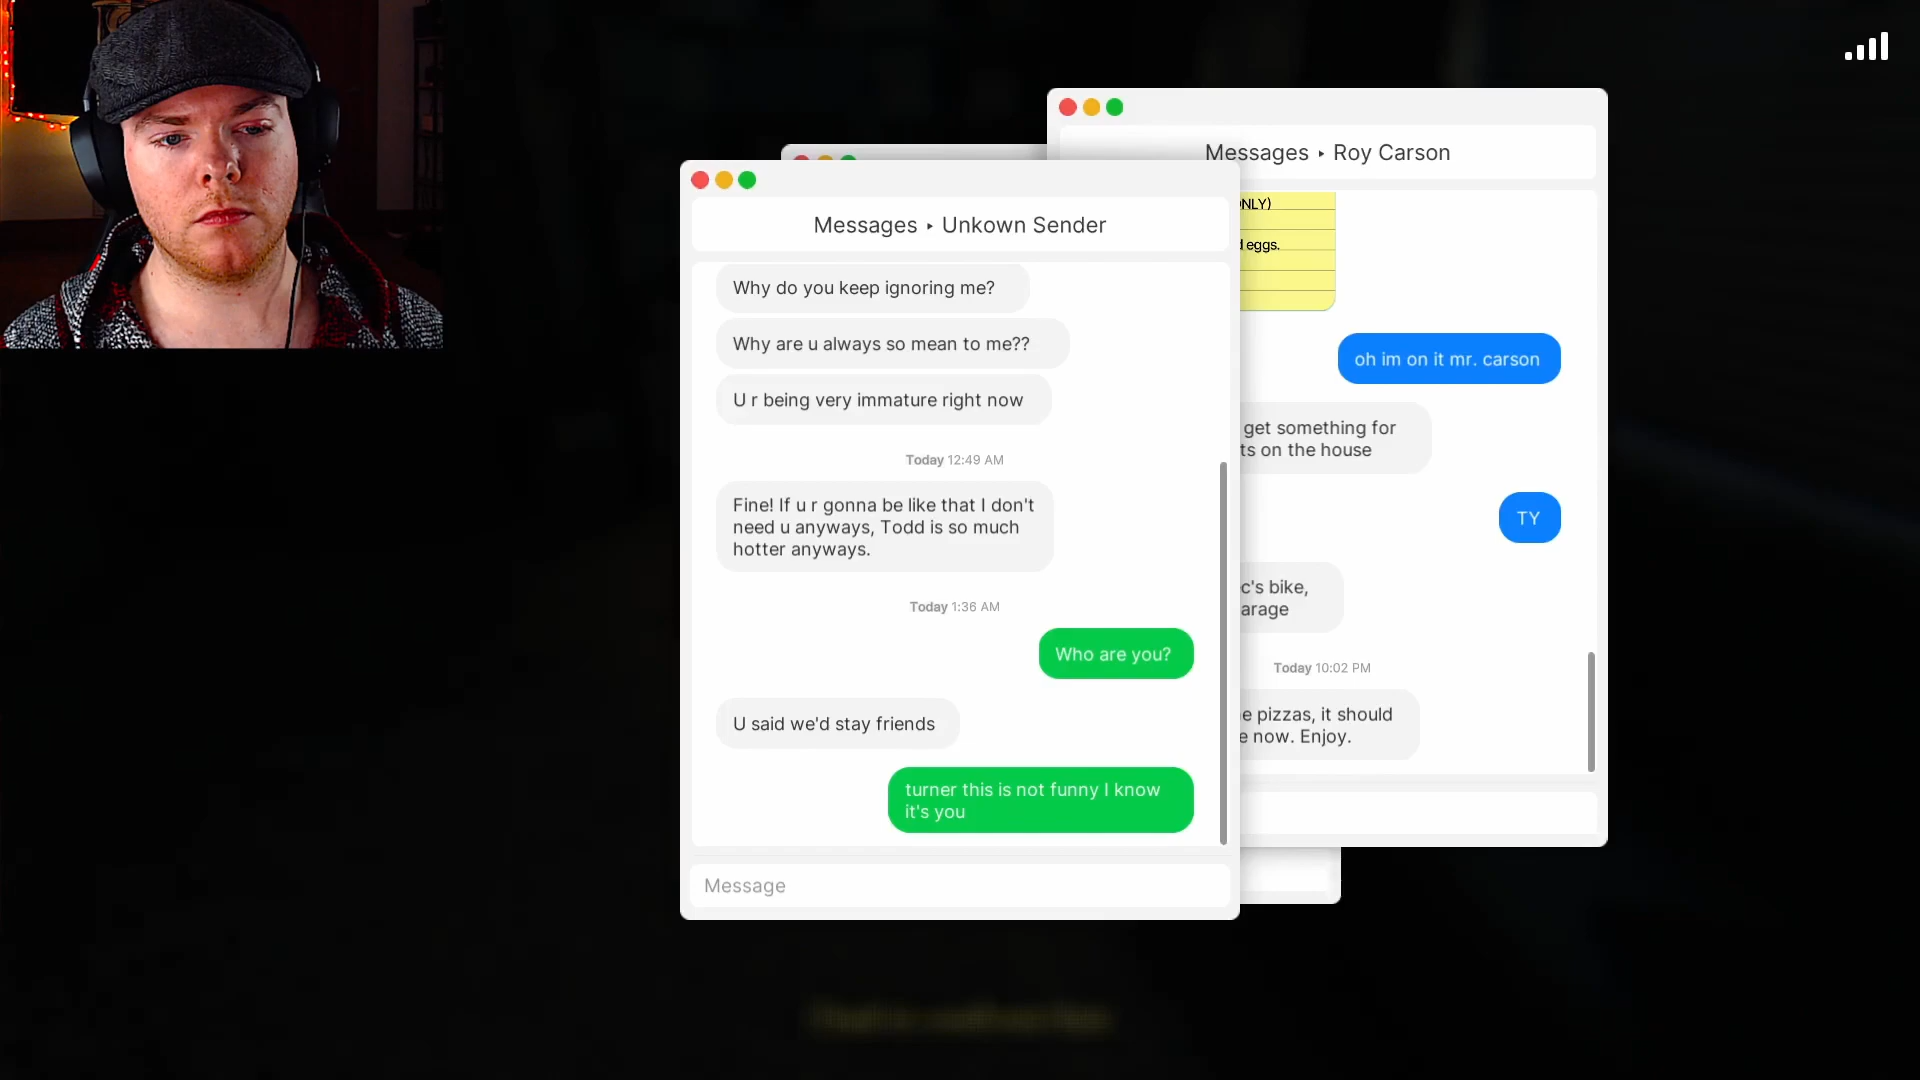 Messages ▸ Roy Carson
Messages ▸ Unkown Sender
Why do you keep ignoring me?
Why are u always so mean to me??
U r being very immature right now
Today 12:49 AM
Fine! If u r gonna be like that I don't
need u anyways, Todd is so much
hotter anyways.
Today 1:36 AM
Who are you?
U said we'd stay friends
turner this is not funny I know
it's you
Message
eggs.
oh im on it mr. carson
get something for
on the house
TY
bike,
Today 10:02 PM
pizzas, it should
now. Enjoy.